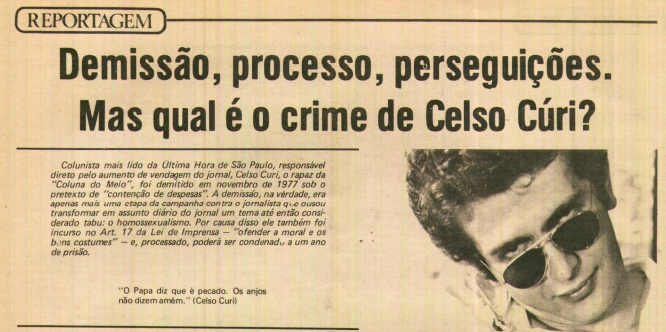 REPORTAGEM
Demissão, processo, perseguições.
Mas qual é o crime de Celso Cúri?
Colunista mais lido da Última Hora de São Paulo, responsável
direto pelo aumento de vendagem do jornal, Celso Curi, o rapaz da
"Coluna do Meio", foi demitido em novembro de 1977 sob o
pretexto de "contenção de despesas". A demissão, na verdade, era
apenas mais uma etapa da campanha contra o jornalista que ousou
transformar em assunto diário do jornal um tema até então consi-
derado tabu: o homossexualismo. Por causa disso ele também foi
incurso no Art. 17 da Lei de Imprensa — "ofender a moral e os
bons costumes" — e, processado, poderá ser condenado a um ano
de prisão.
"O Papa diz que è pecado. Os anjos
não dizem amêm." (Celso Curi)